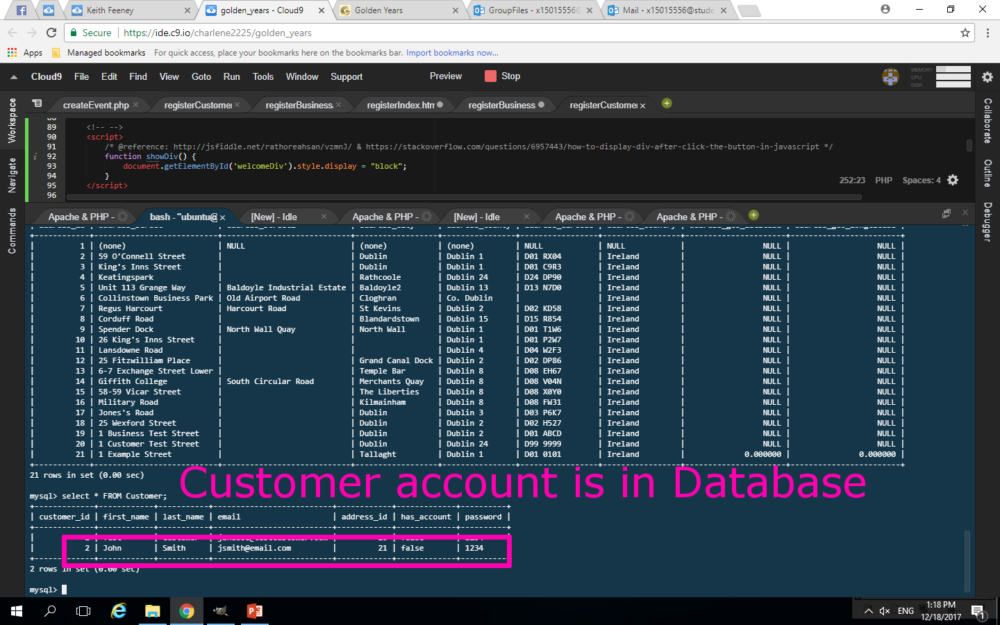 Keith Feeney
golden_years - Cloud9
Golden Years
GroupFiles - x15015556@
Mail - x15015556@stude
Secure
https://ide.c9.io/charlene2225/golden_years
Apps
Managed bookmarks
For quick access, place your bookmarks here on the bookmarks bar. Import bookmarks now...
Cloud9 File Edit Find View Goto Run Tools Window Support Preview Stop
MEMORY
CPU
DISK
Workspace
Navigate
Commands
Collaborate
Outline
Debugger
createEvent.php registerCustomer registerBusiness registerIndex.htm registerBusiness registerCustomer
88
89 <!-- -->
90 <script>
91 /* @reference: http://jsfiddle.net/rathoreahsan/vzmnJ/ & https://stackoverflow.com/questions/6957443/how-to-display-div-after-click-the-button-in-javascript */
92 function showDiv() {
93 document.getElementById('welcomeDiv').style.display = "block";
94 }
95 </script>
96
252:23 PHP Spaces: 4
Apache & PHP - bash - "ubuntu@ [New] - Idle Apache & PHP - [New] - Idle Apache & PHP - Apache & PHP -
| 1 | (none) | NULL | (none) | (none) | NULL | NULL | NULL | NULL |
| 2 | 59 O'Connell Street | | Dublin | Dublin 1 | D01 RX04 | Ireland | NULL | NULL |
| 3 | King's Inns Street | | Dublin | Dublin 1 | D01 C9R3 | Ireland | NULL | NULL |
| 4 | Keatingspark | | Rathcoole | Dublin 24 | D24 DP90 | Ireland | NULL | NULL |
| 5 | Unit 113 Grange Way | Baldoyle Industrial Estate | Baldoyle2 | Dublin 13 | D13 N7D0 | Ireland | NULL | NULL |
| 6 | Collinstown Business Park | Old Airport Road | Cloghran | Co. Dublin | | Ireland | NULL | NULL |
| 7 | Regus Harcourt | Harcourt Road | St Kevins | Dublin 2 | D02 KD58 | Ireland | NULL | NULL |
| 8 | Corduff Road | | Blandardstown | Dublin 15 | D15 R854 | Ireland | NULL | NULL |
| 9 | Spender Dock | North Wall Quay | North Wall | Dublin 1 | D01 T1W6 | Ireland | NULL | NULL |
| 10 | 26 King's Inns Street | | | Dublin 1 | D01 P2W7 | Ireland | NULL | NULL |
| 11 | Lansdowne Road | | | Dublin 4 | D04 W2F3 | Ireland | NULL | NULL |
| 12 | 25 Fitzwilliam Place | | Grand Canal Dock | Dublin 2 | D02 DP86 | Ireland | NULL | NULL |
| 13 | 6-7 Exchange Street Lower | | Temple Bar | Dublin 8 | D08 EH67 | Ireland | NULL | NULL |
| 14 | Giffith College | South Circular Road | Merchants Quay | Dublin 8 | D08 V04N | Ireland | NULL | NULL |
| 15 | 58-59 Vicar Street | | The Liberties | Dublin 8 | D08 X0Y0 | Ireland | NULL | NULL |
| 16 | Military Road | | Kilmainham | Dublin 8 | D08 FW31 | Ireland | NULL | NULL |
| 17 | Jones's Road | | Dublin | Dublin 3 | D03 P6K7 | Ireland | NULL | NULL |
| 18 | 25 Wexford Street | | Dublin | Dublin 2 | D02 H527 | Ireland | NULL | NULL |
| 19 | 1 Business Test Street | | Dublin | Dublin 2 | D01 ABCD | Ireland | NULL | NULL |
| 20 | 1 Customer Test Street | | Dublin | Dublin 24 | D99 9999 | Ireland | NULL | NULL |
| 21 | 1 Example Street | | Tallaght | Dublin 1 | D01 0101 | Ireland | 0.000000 | 0.000000 |
21 rows in set (0.00 sec)
Customer account is in Database
mysql> select * FROM Customer;
| customer_id | first_name | last_name | email | address_id | has_account | password |
| 2 | John | Smith | jsmith@email.com | 21 | false | 1234
2 rows in set (0.00 sec)
mysql>
ENG
1:18 PM
12/18/2017
1